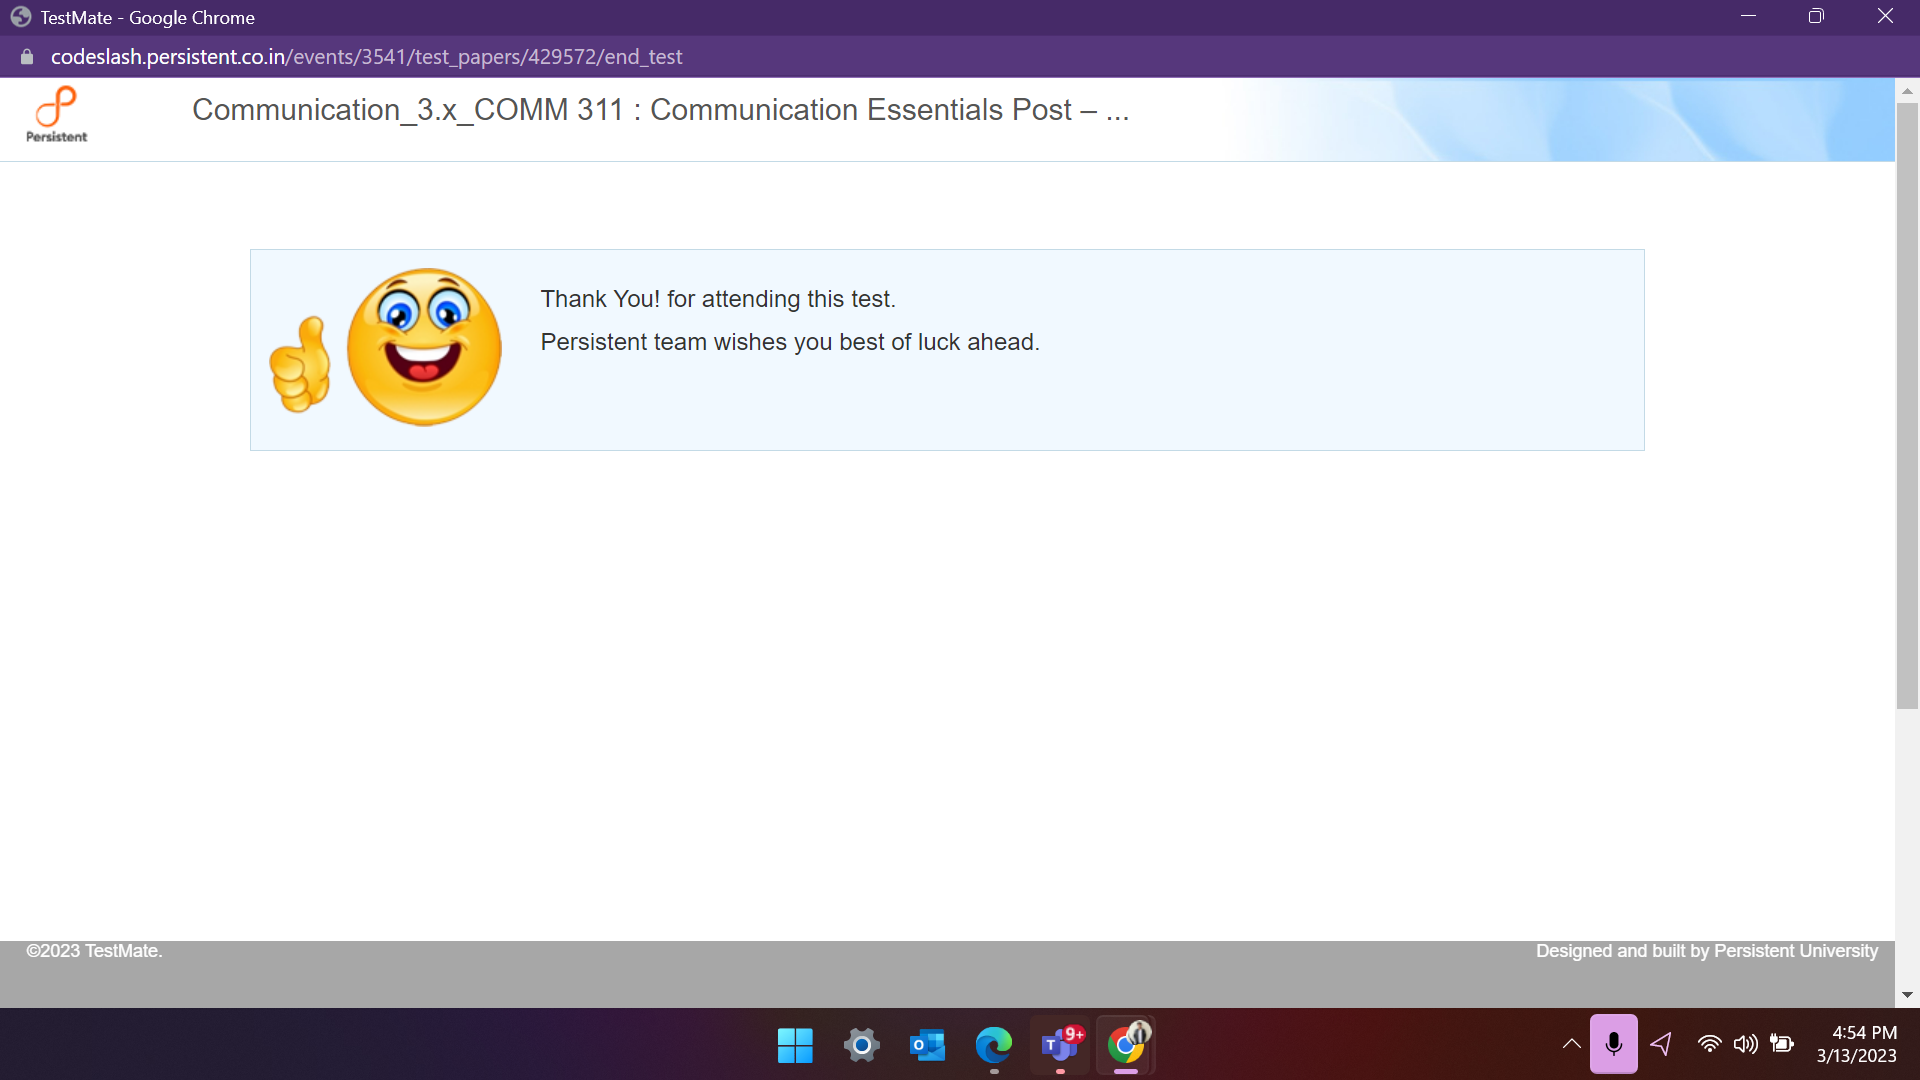 TestMate - Google Chrome
codeslash.persistent.co.in/events/3541/test_papers/429572/end_test
Persistent
Communication_3.x_COMM 311 : Communication Essentials Post – ...
Thank You! for attending this test.
Persistent team wishes you best of luck ahead.
©2023 TestMate.
Designed and built by Persistent University
9+
4:54 PM
3/13/2023